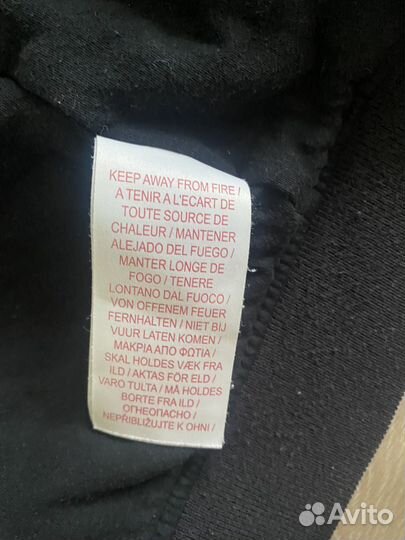 KEEP AWAY FROM FIRE /
A TENIR A L'ECART DE
TOUTE SOURCE DE
CHALEUR / MANTENER
ALEJADO DEL FUEGO /
MANTER LONGE DE
FOGO / TENERE
LONTANO DAL FUOCO /
VON OFFENEM FEUER
FERNHALTEN / NIET BIJ
VUUR LATEN KOMEN /
ΜΑΚΡΙΑ ΑΠΟ ΦΩΤΙΑ /
SKAL HOLDES VÆK FRA
ILD / AKTAS FÖR ELD /
VARO TULTA / MÅ HOLDES
BORTE FRA ILD /
ОГНЕОПАСНО /
NEPŘIBLIŽUJTE K OHNI /
Avito